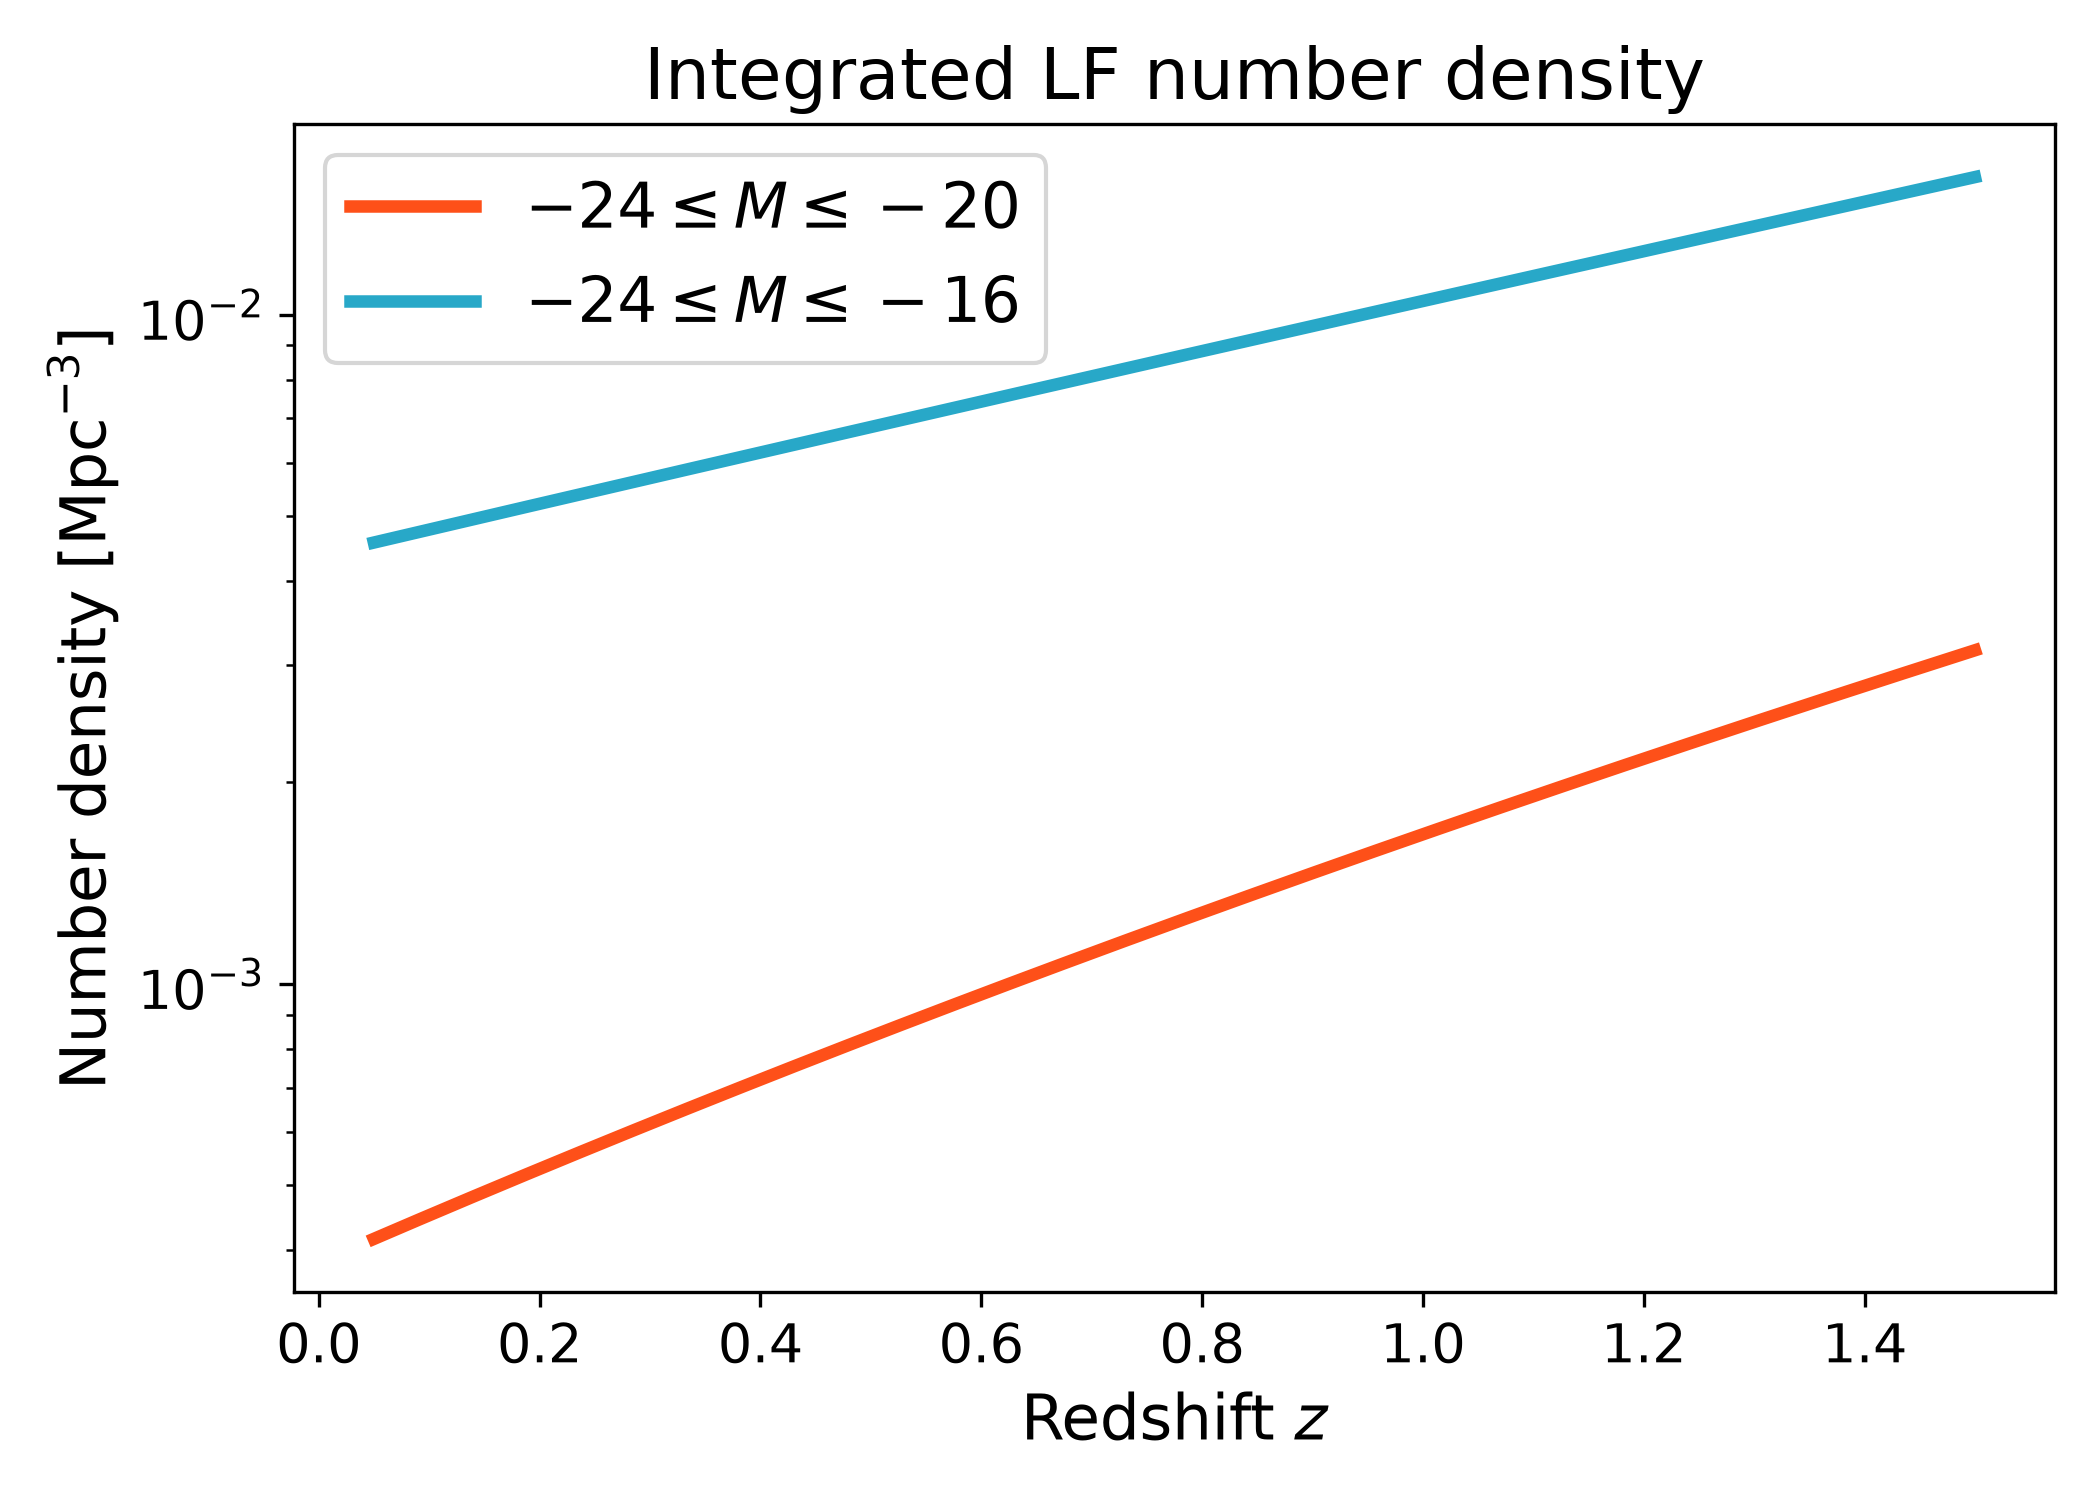 Integrated LF number density
−24 ≤ M ≤ −20
−24 ≤ M ≤ −16
Number density [Mpc⁻³]
10⁻²
10⁻³
0.0 0.2 0.4 0.6 0.8 1.0 1.2 1.4
Redshift z